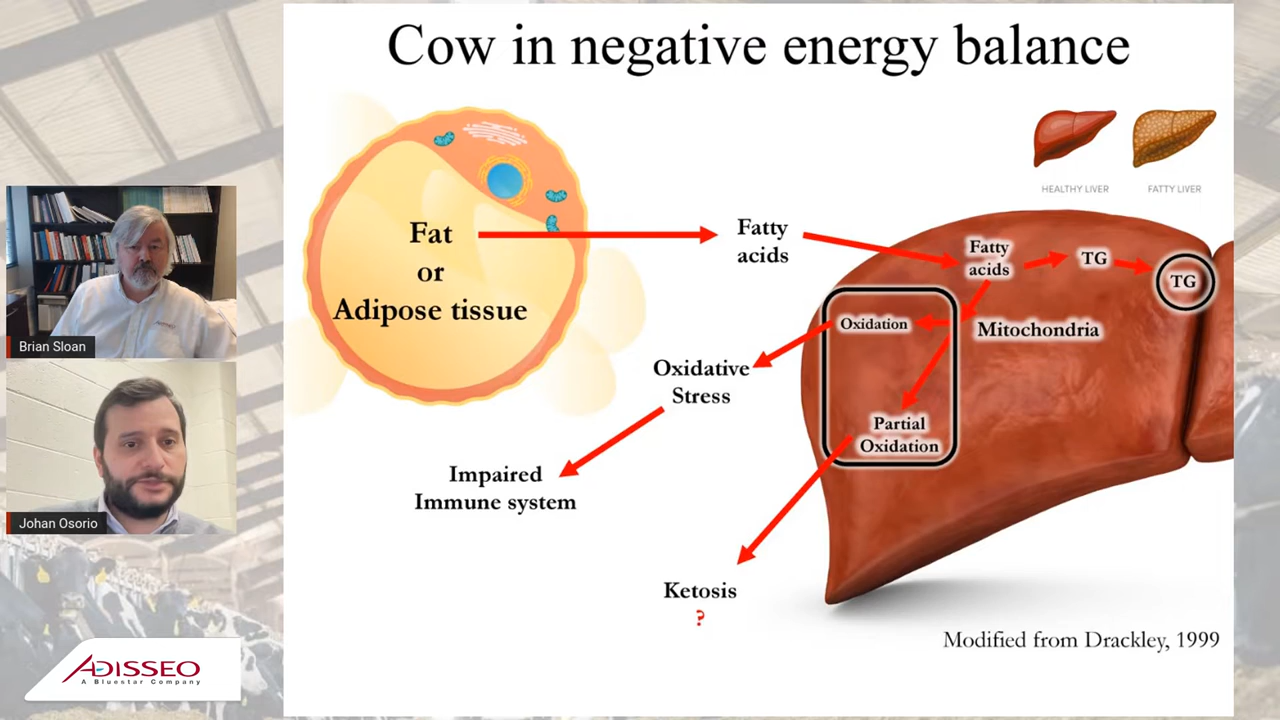 Cow in negative energy balance
HEALTHY LIVER
FATTY LIVER
Fat
or
Adipose tissue
Fatty
acids
Fatty
acids
TG
TG
Oxidation
Mitochondria
Oxidative
Stress
Partial
Oxidation
Impaired
Immune system
Ketosis
?
Modified from Drackley, 1999
Brian Sloan
Johan Osorio
ADISSEO
A Bluestar Company